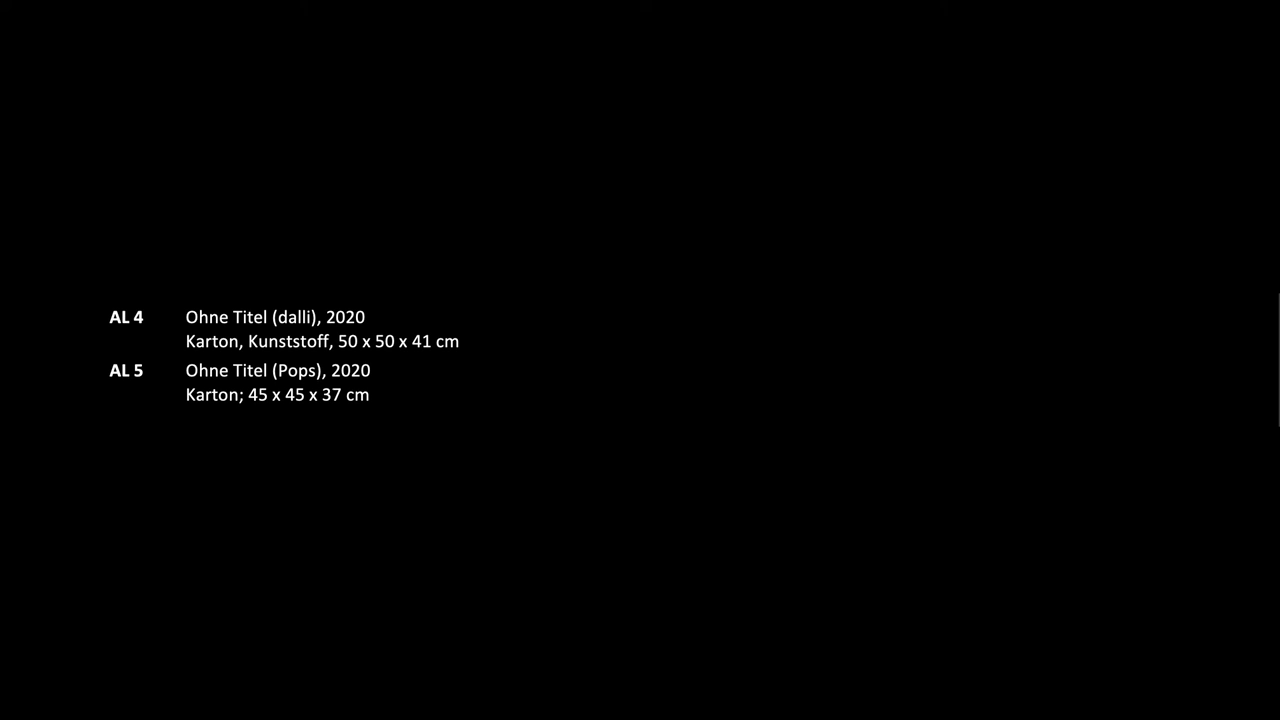 AL 4 Ohne Titel (dalli), 2020
Karton, Kunststoff, 50 x 50 x 41 cm
AL 5 Ohne Titel (Pops), 2020
Karton; 45 x 45 x 37 cm